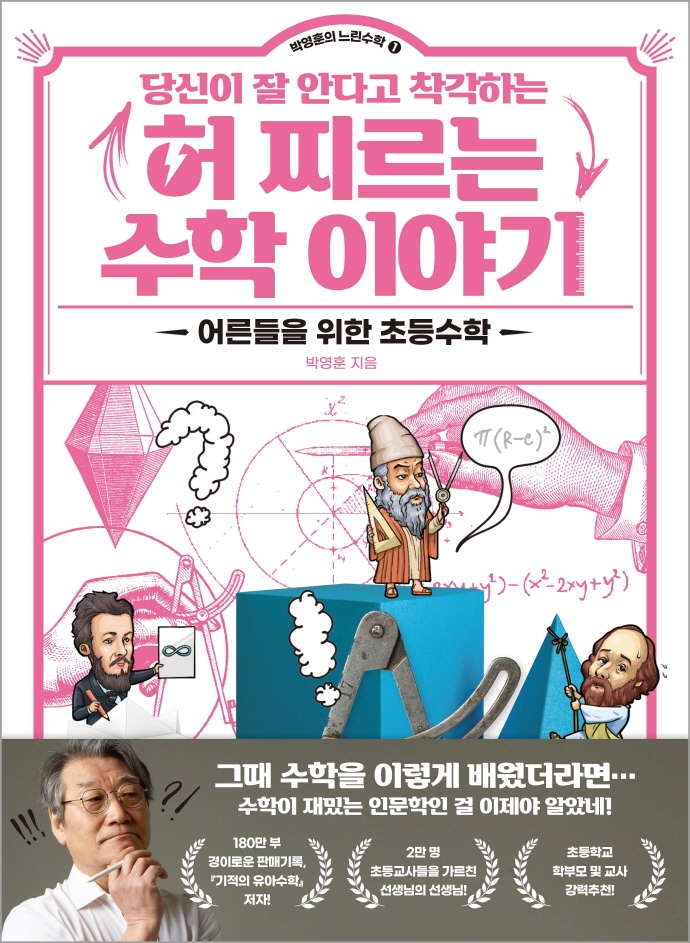 박영훈의 느린수학 1
당신이 잘 안다고 착각하는
허 찌르는
수학 이야기
어른들을 위한 초등수학
박영훈 지음
x²
K
π(R-c)²
2xy+y²)-(x²-2xy+y²)
∞
그때 수학을 이렇게 배웠더라면…
수학이 재밌는 인문학인 걸 이제야 알았네!
!!!
?!
180만 부
경이로운 판매기록,
『기적의 유아수학』
저자!
2만 명
초등교사들을 가르친
선생님의 선생님!
초등학교
학부모 및 교사
강력추천!